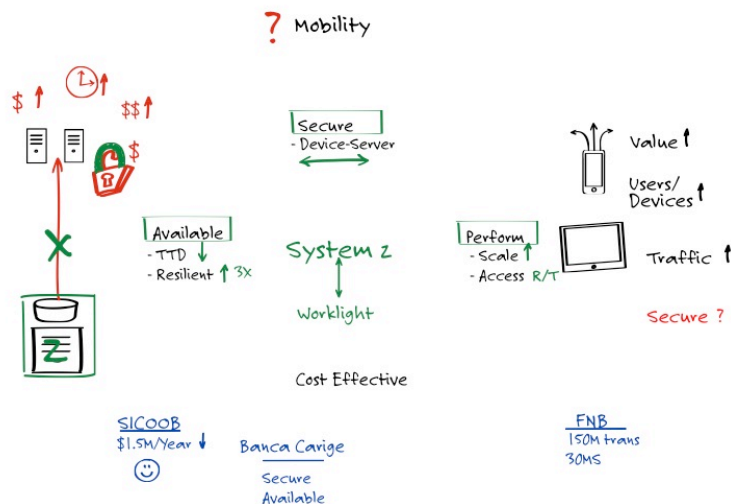 ? Mobility
$
$$
$
Secure
- Device-Server
Value
Users/
Devices
Traffic
Secure ?
Available
- TTD
- Resilient 3X
System z
Worklight
Perform
- Scale
- Access R/T
X
Z
Cost Effective
SICOOB
$1.5M/Year
Banca Carige
Secure
Available
FNB
150M trans
30MS